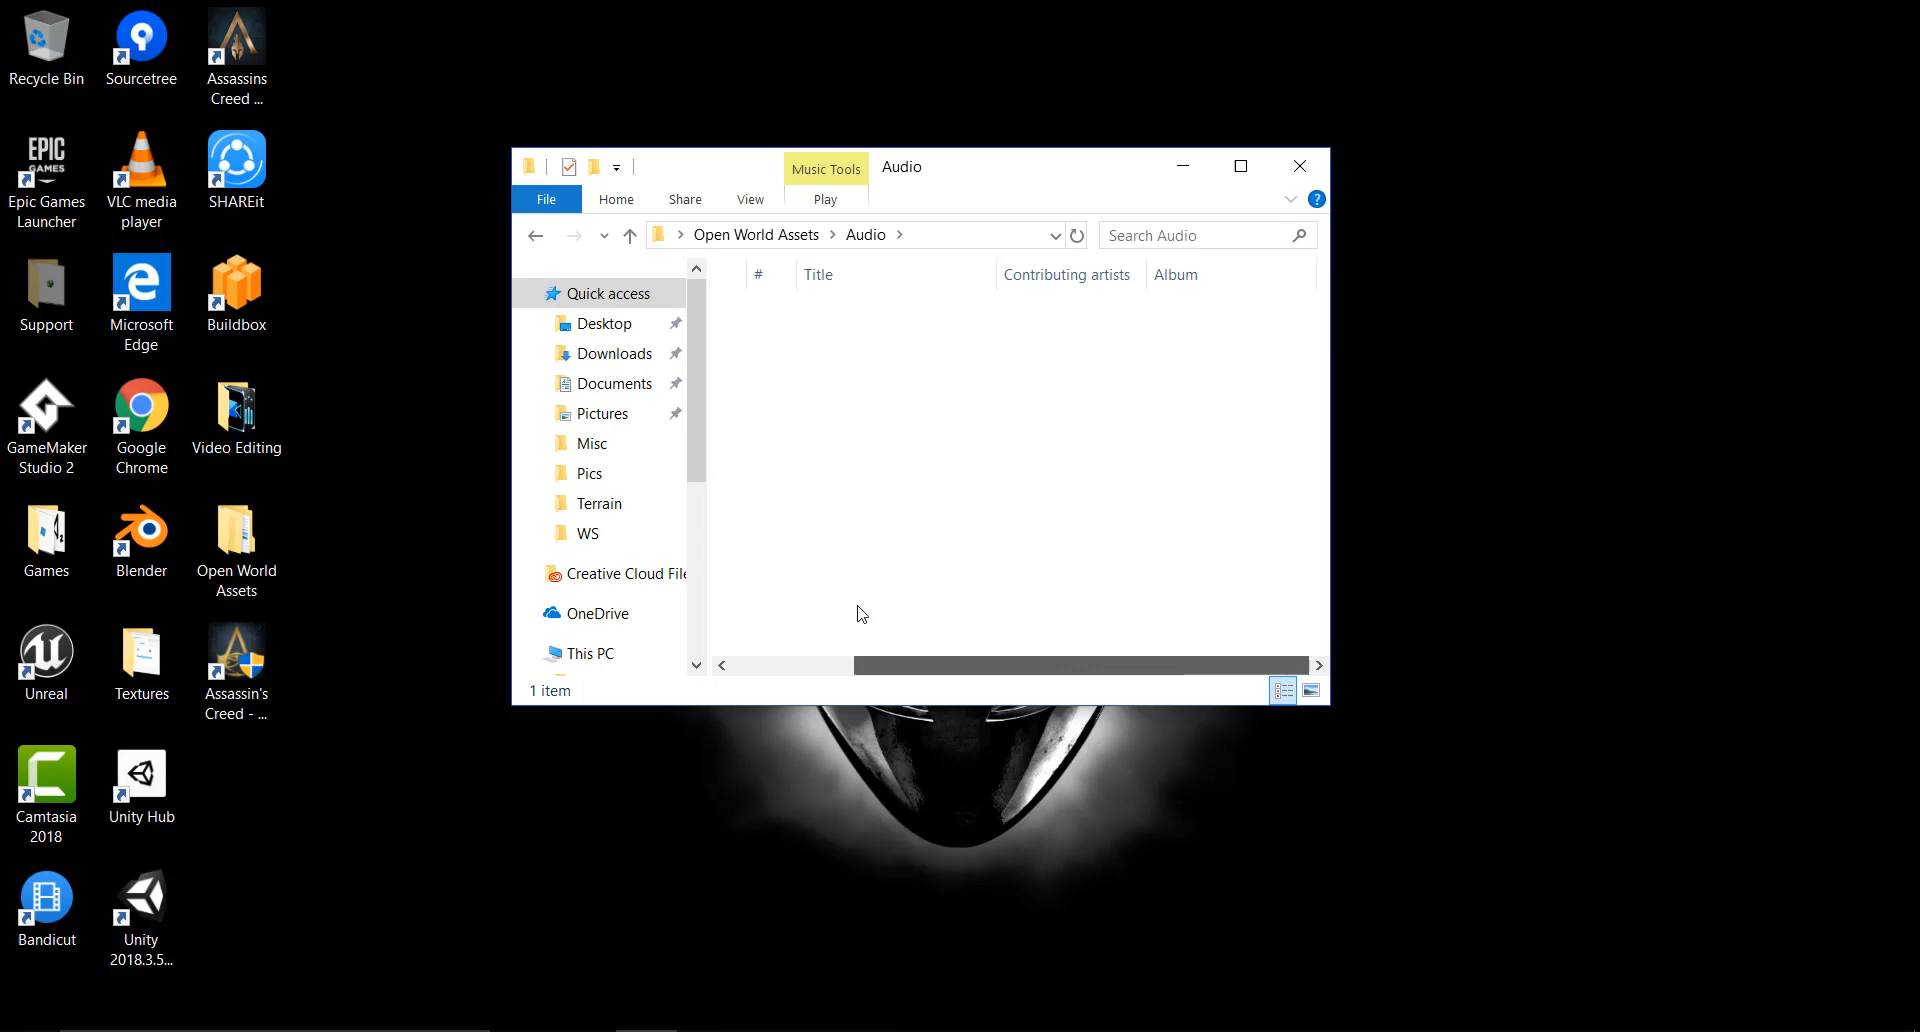 Recycle Bin
Sourcetree
Assassins
Creed ...
EPIC
GAMES
Epic Games
Launcher
VLC media
player
SHAREit
Support
Microsoft
Edge
Buildbox
GameMaker
Studio 2
Google
Chrome
Video Editing
Games
Blender
Open World
Assets
Unreal
Textures
Assassin's
Creed - ...
Camtasia
2018
Unity Hub
Bandicut
Unity
2018.3.5...
Music Tools
Audio
File
Home
Share
View
Play
Open World Assets
Audio
Search Audio
#
Title
Contributing artists
Album
Quick access
Desktop
Downloads
Documents
Pictures
Misc
Pics
Terrain
WS
Creative Cloud File
OneDrive
This PC
1 item